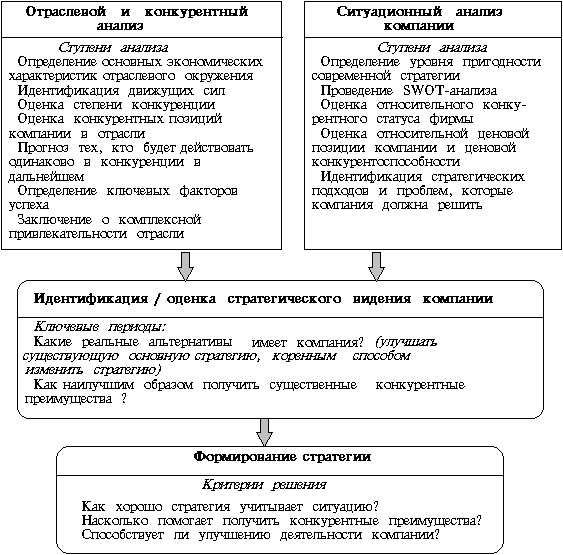 Отраслевой и конкурентный
анализ
Ступени анализа
Определение основных экономических
характеристик отраслевого окружения
Идентификация движущих сил
Оценка степени конкуренции
Оценка конкурентных позиций
компании в отрасли
Прогноз тех, кто будет действовать
одинаково в конкуренции в
дальнейшем
Определение ключевых факторов
успеха
Заключение о комплексной
привлекательности отрасли
Ситуационный анализ
компании
Ступени анализа
Определение уровня пригодности
современной стратегии
Проведение SWOT-анализа
Оценка относительного конку-
рентного статуса фирмы
Оценка относительной ценовой
позиции компании и ценовой
конкурентоспособности
Идентификация стратегических
подходов и проблем, которые
компания должна решить
Идентификация / оценка стратегического видения компании
Ключевые периоды:
Какие реальные альтернативы имеет компания? (улучшать
существующую основную стратегию, коренным способом
изменить стратегию)
Как наилучшим образом получить существенные конкурентные
преимущества ?
Формирование стратегии
Критерии решения
Как хорошо стратегия учитывает ситуацию?
Насколько помогает получить конкурентные преимущества?
Способствует ли улучшению деятельности компании?